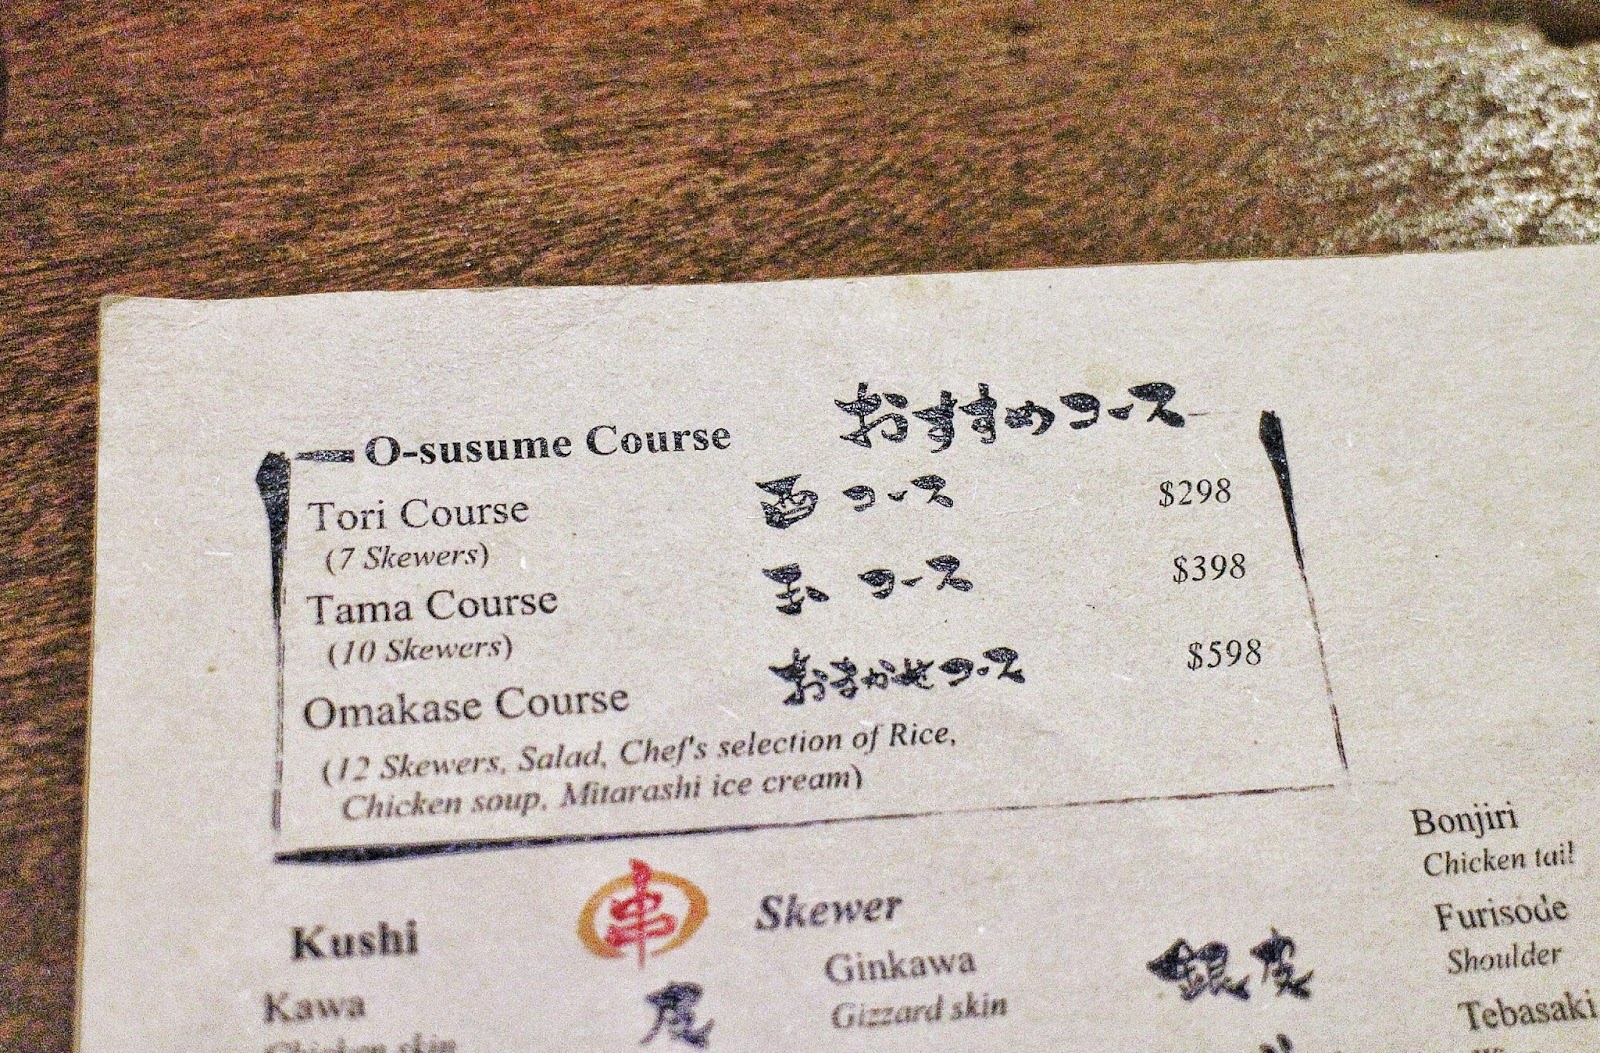 O-susume Course おすすめコース
Tori Course 酉 コース $298
(7 Skewers)
Tama Course 玉 コース $398
(10 Skewers)
Omakase Course おまかせコース $598
(12 Skewers, Salad, Chef's selection of Rice,
Chicken soup, Mitarashi ice cream)
Kushi 串 Skewer
Kawa 皮
Chicken skin
Ginkawa 銀皮
Gizzard skin
Bonjiri
Chicken tail
Furisode
Shoulder
Tebasaki